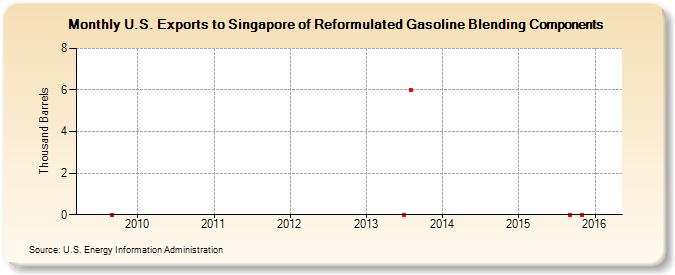 Monthly U.S. Exports to Singapore of Reformulated Gasoline Blending Components
Thousand Barrels
8
6
4
2
0
2010 2011 2012 2013 2014 2015 2016
Source: U.S. Energy Information Administration